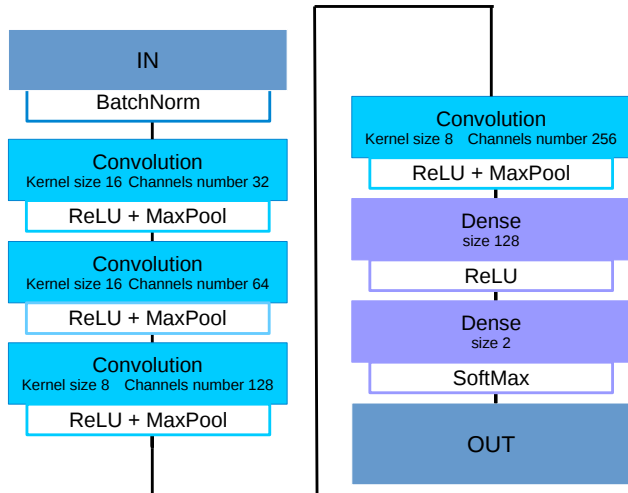 IN
BatchNorm
Convolution
Kernel size 16 Channels number 32
ReLU + MaxPool
Convolution
Kernel size 16 Channels number 64
ReLU + MaxPool
Convolution
Kernel size 8 Channels number 128
ReLU + MaxPool
Convolution
Kernel size 8 Channels number 256
ReLU + MaxPool
Dense
size 128
ReLU
Dense
size 2
SoftMax
OUT